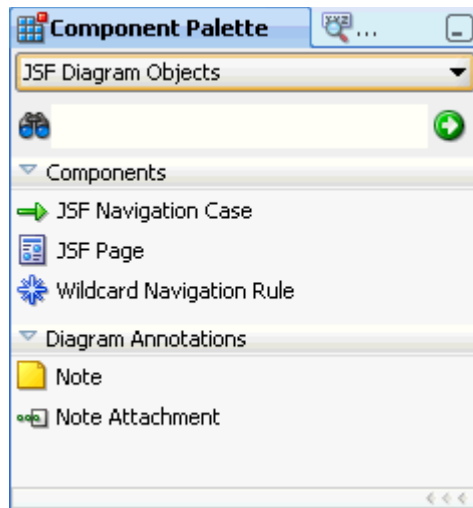 Component Palette
XYZ ...
JSF Diagram Objects
Components
JSF Navigation Case
JSF Page
Wildcard Navigation Rule
Diagram Annotations
Note
Note Attachment